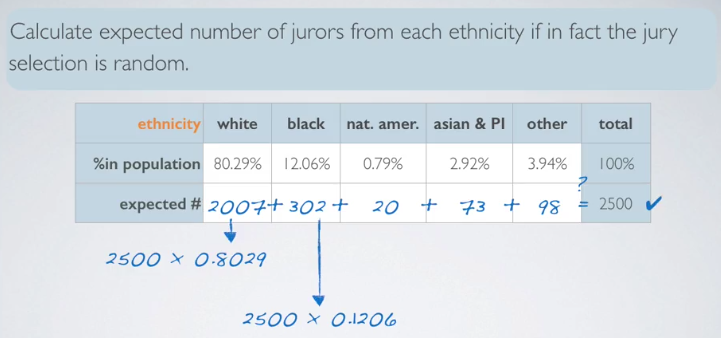 Calculate expected number of jurors from each ethnicity if in fact the jury
selection is random.
ethnicity white black nat. amer. asian & PI other total
%in population 80.29% 12.06% 0.79% 2.92% 3.94% 100%
?
expected # 2007 + 302 + 20 + 73 + 98 = 2500 ✔
2500 × 0.8029
2500 × 0.1206